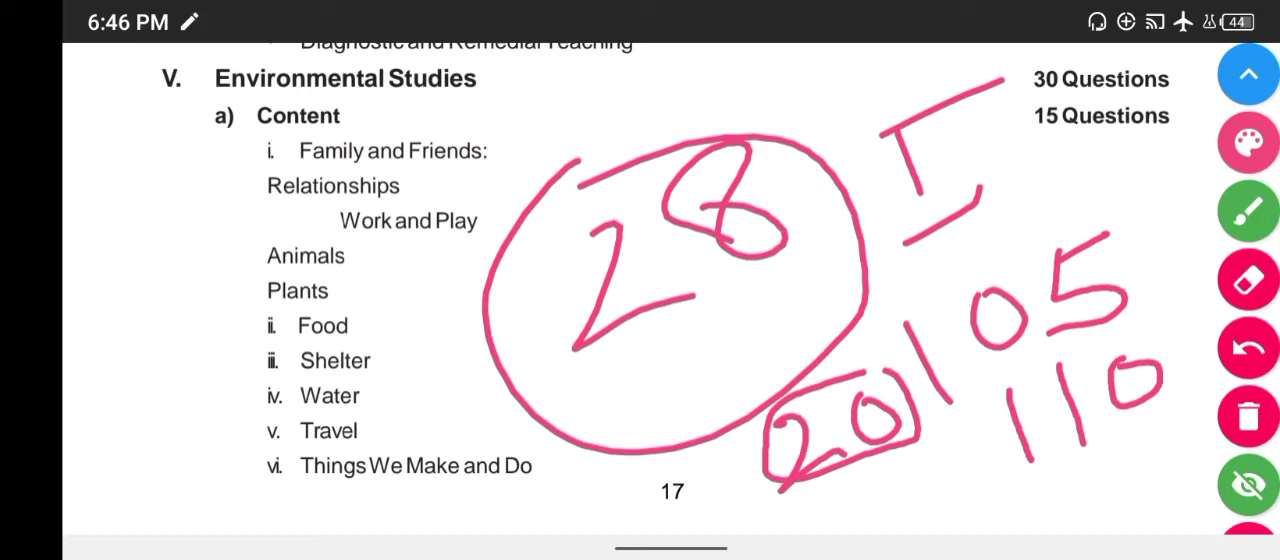 6:46 PM 44
Diagnostic and Remedial Teaching
V. Environmental Studies 30 Questions
a) Content 15 Questions
i. Family and Friends:
Relationships
Work and Play
Animals
Plants
ii. Food
iii. Shelter
iv. Water
v. Travel
vi. Things We Make and Do
17
28
I
105
110
20